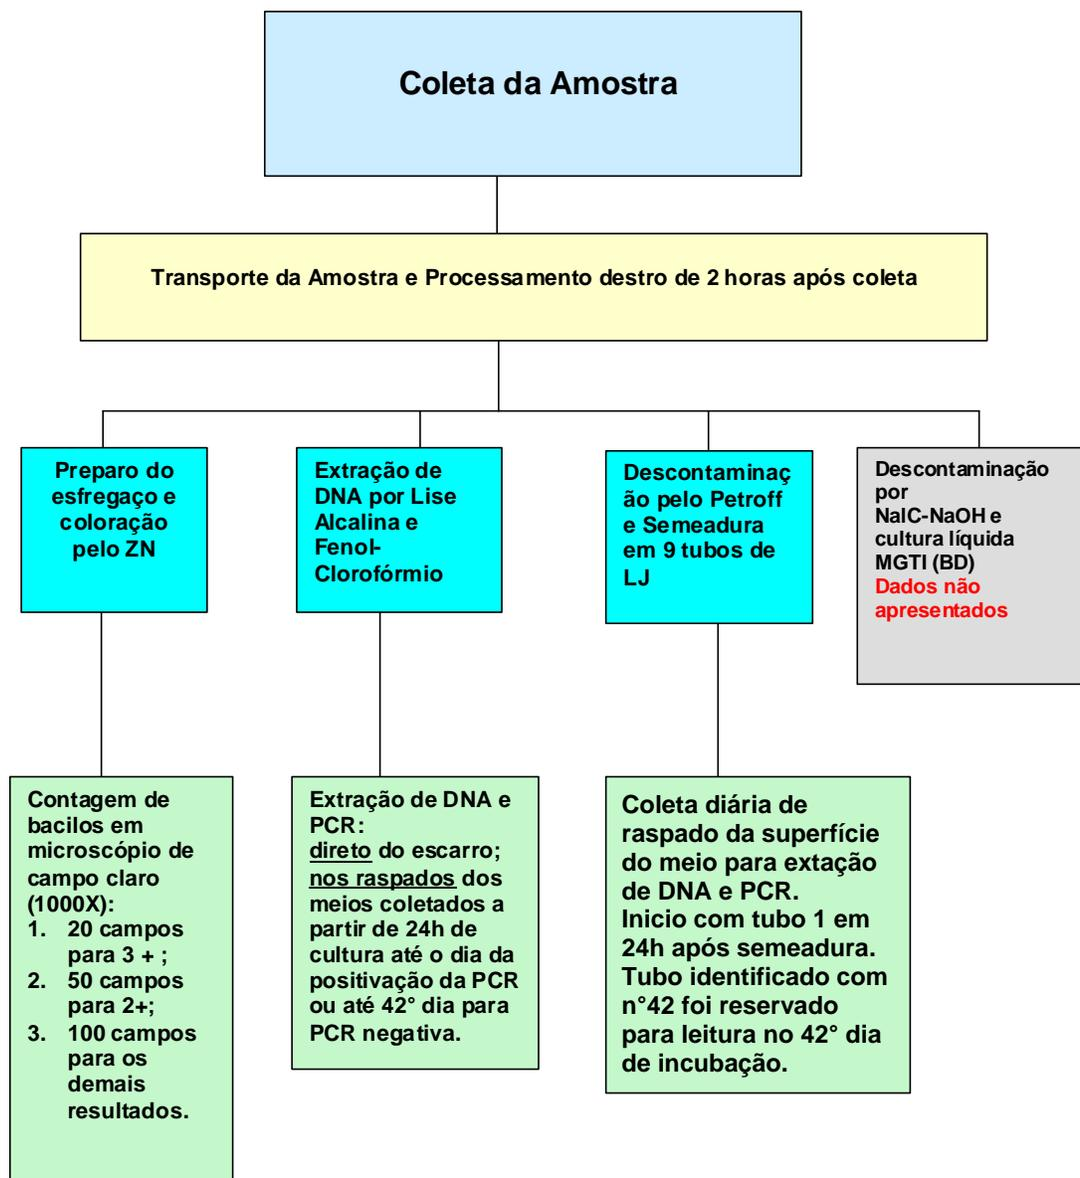 Coleta da Amostra
Transporte da Amostra e Processamento destro de 2 horas após coleta
Preparo do
esfregaço e
coloração
pelo ZN
Extração de
DNA por Lise
Alcalina e
Fenol-
Clorofórmio
Descontaminaç
ão pelo Petroff
e Semeadura
em 9 tubos de
LJ
Descontaminação
por
NalC-NaOH e
cultura líquida
MGTI (BD)
Dados não
apresentados
Contagem de
bacilos em
microscópio de
campo claro
(1000X):
1. 20 campos
para 3 + ;
2. 50 campos
para 2+;
3. 100 campos
para os
demais
resultados.
Extração de DNA e
PCR:
direto do escarro;
nos raspados dos
meios coletados a
partir de 24h de
cultura até o dia da
positivação da PCR
ou até 42° dia para
PCR negativa.
Coleta diária de
raspado da superfície
do meio para extação
de DNA e PCR.
Inicio com tubo 1 em
24h após semeadura.
Tubo identificado com
n°42 foi reservado
para leitura no 42° dia
de incubação.